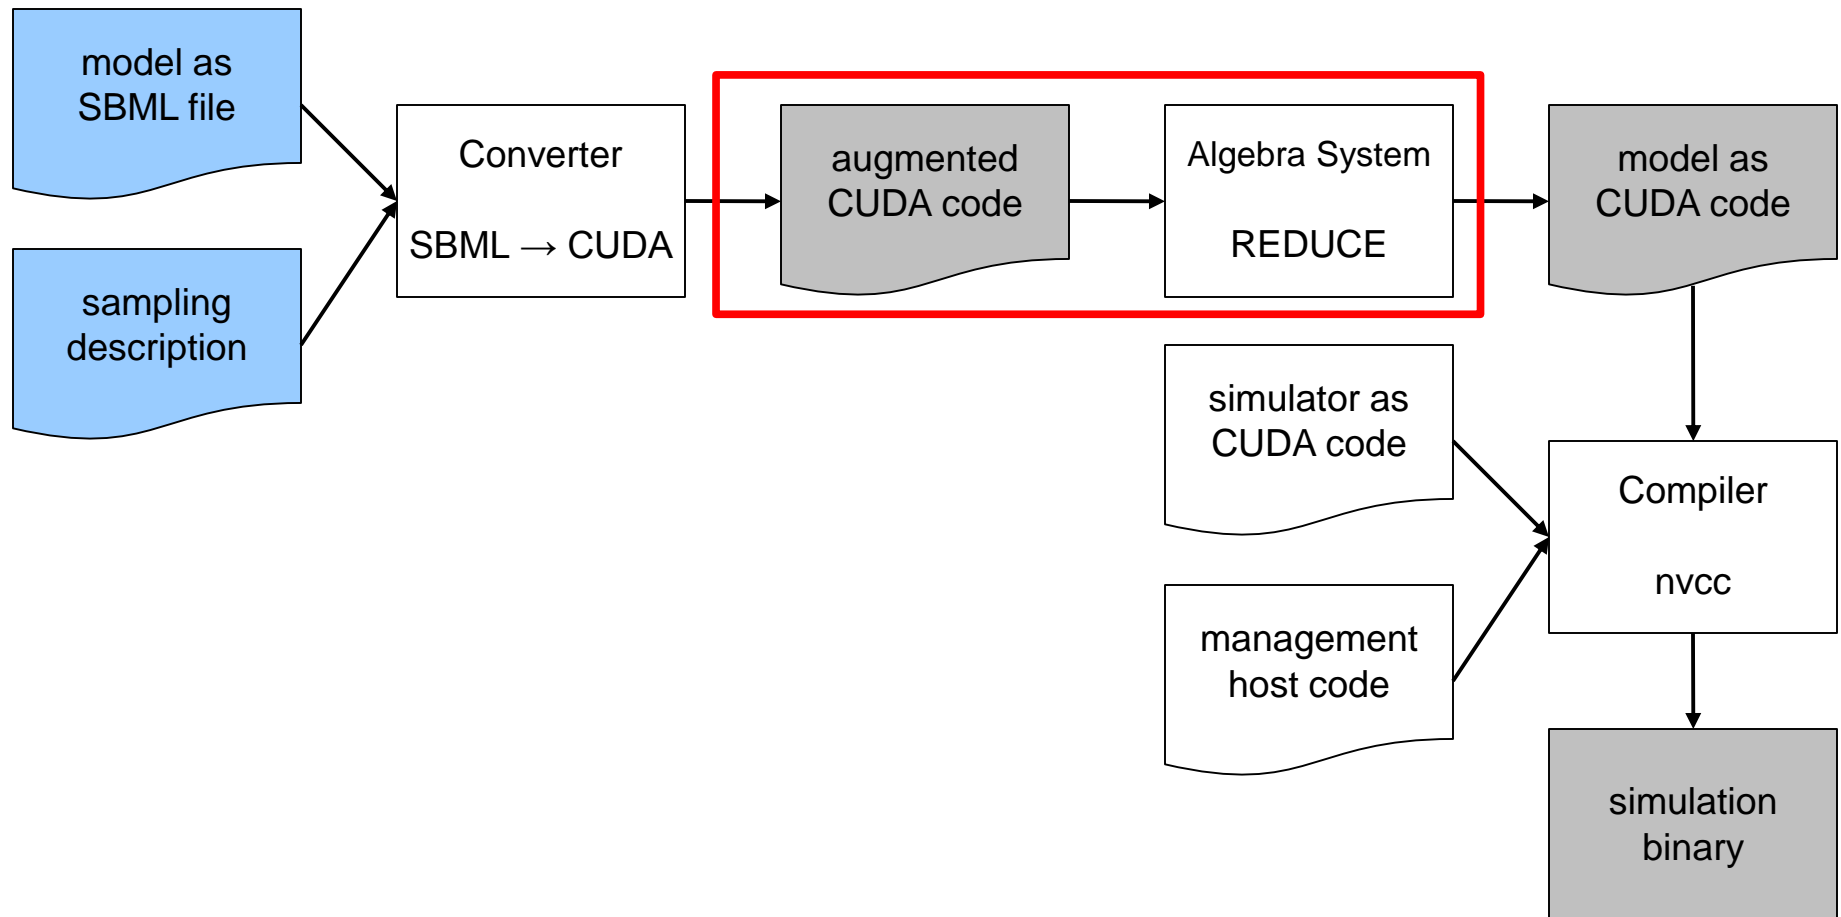 model as
SBML file
sampling
description
Converter
SBML → CUDA
augmented
CUDA code
Algebra System
REDUCE
model as
CUDA code
simulator as
CUDA code
management
host code
Compiler
nvcc
simulation
binary